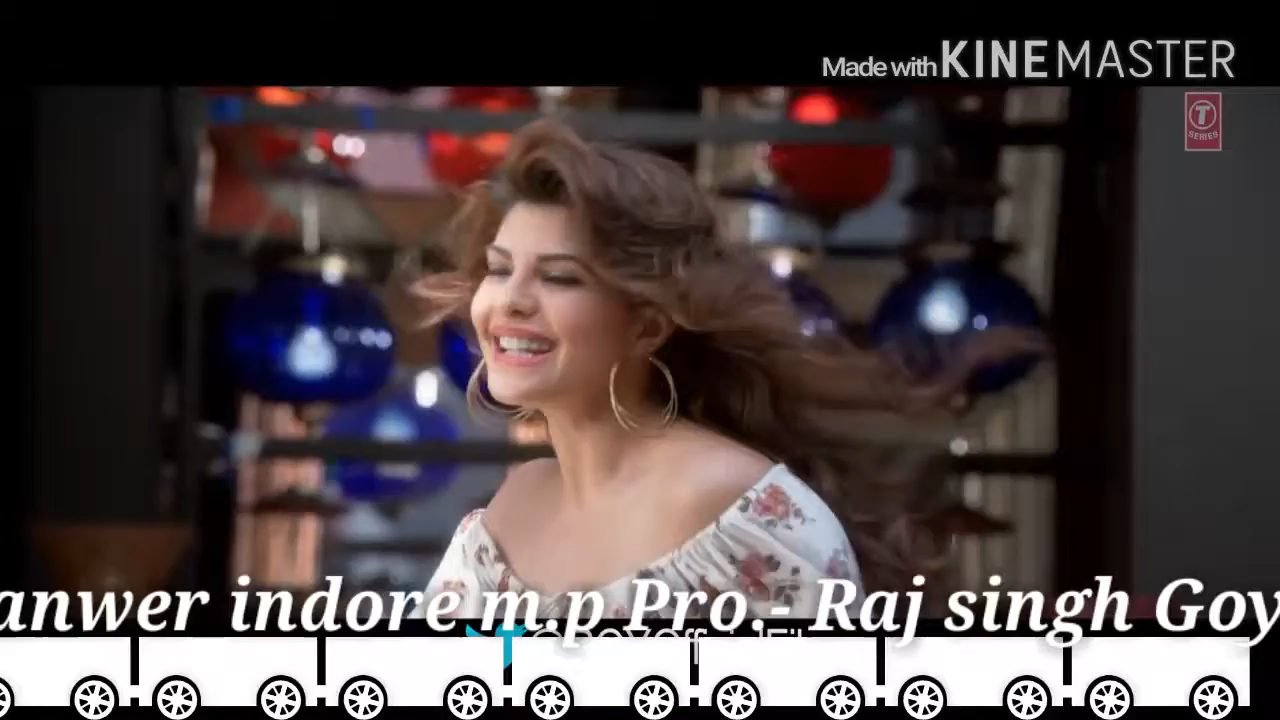 Made with KINEMASTER
T
SERIES
anwer indore m.p Pro.- Raj singh Goy